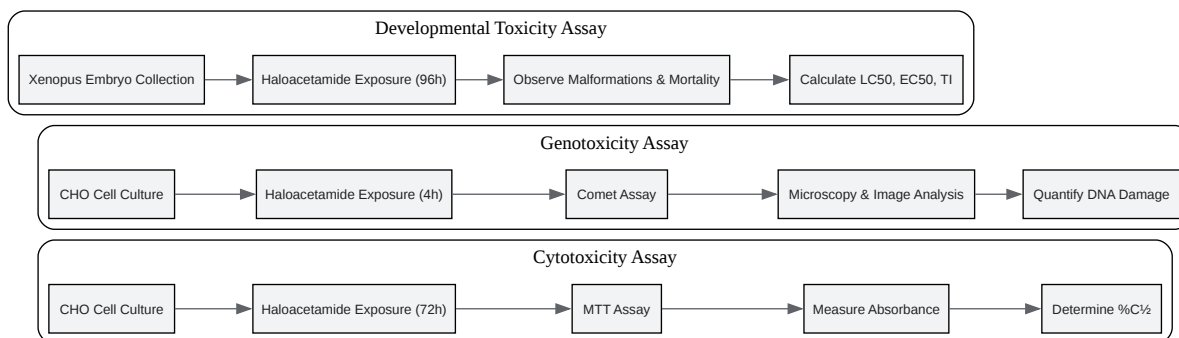 Developmental Toxicity Assay
Xenopus Embryo Collection
Haloacetamide Exposure (96h)
Observe Malformations & Mortality
Calculate LC50, EC50, TI
Genotoxicity Assay
CHO Cell Culture
Haloacetamide Exposure (4h)
Comet Assay
Microscopy & Image Analysis
Quantify DNA Damage
Cytotoxicity Assay
CHO Cell Culture
Haloacetamide Exposure (72h)
MTT Assay
Measure Absorbance
Determine %C½